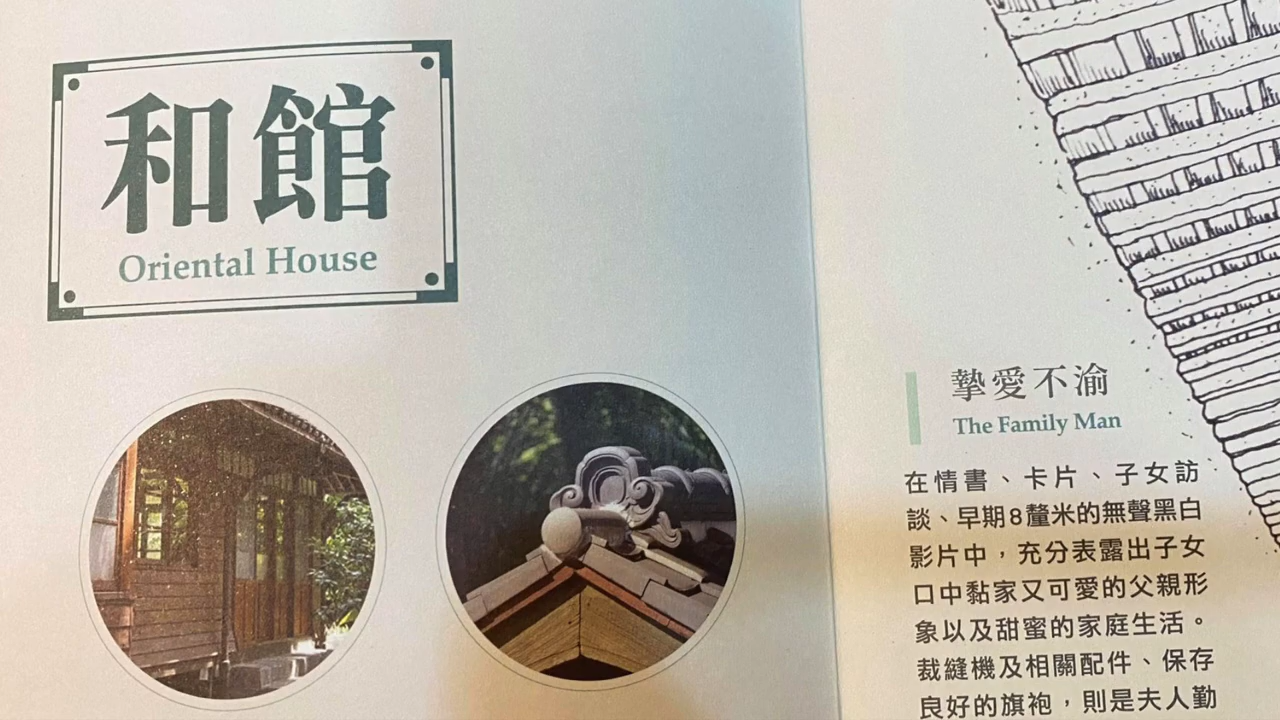 和館
Oriental House
摯愛不渝
The Family Man
在情書、卡片、子女訪
談、早期8釐米的無聲黑白
影片中，充分表露出子女
口中黏家又可愛的父親形
象以及甜蜜的家庭生活。
裁縫機及相關配件、保存
良好的旗袍，則是夫人勤